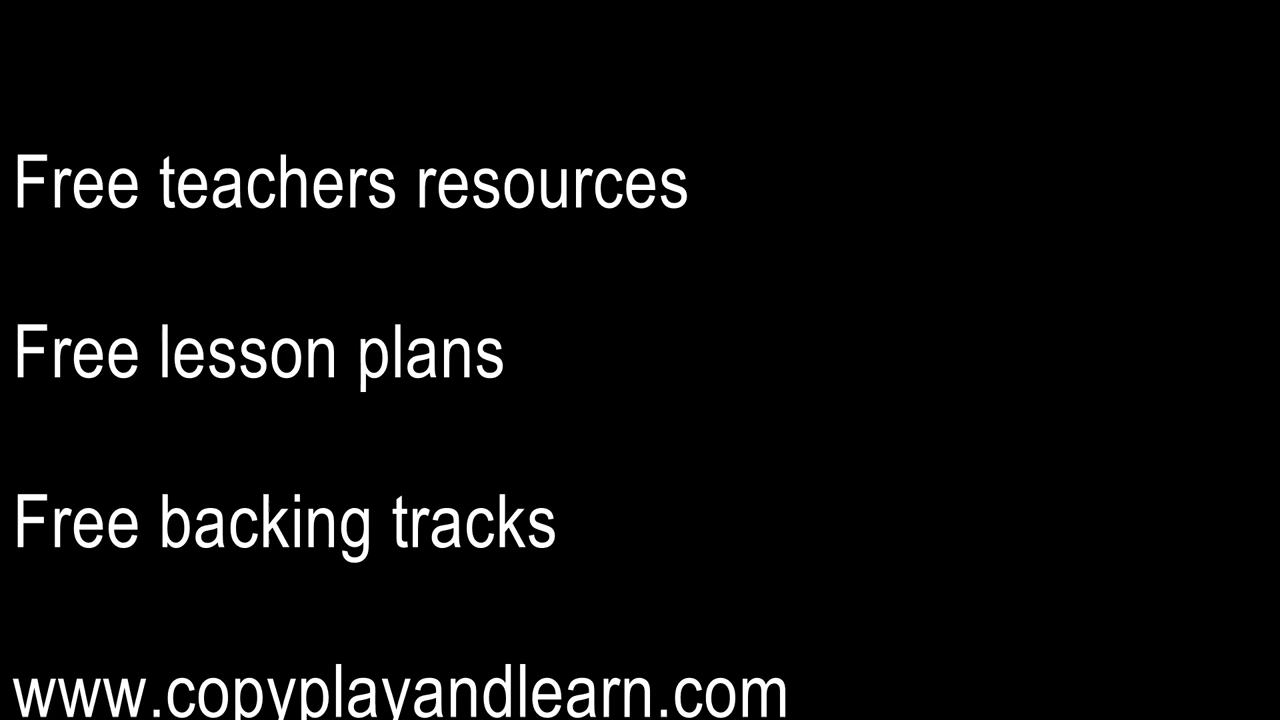 Free teachers resources
Free lesson plans
Free backing tracks
www.copyplayandlearn.com